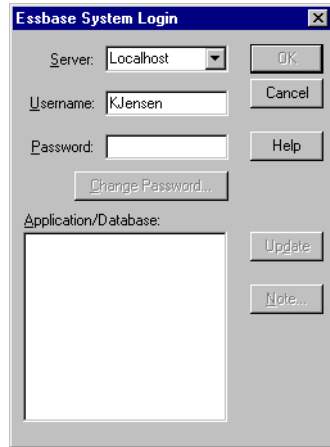 Essbase System Login
Server: Localhost OK
Username: KJensen Cancel
Password: Help
Change Password...
Application/Database:
Update
Note...